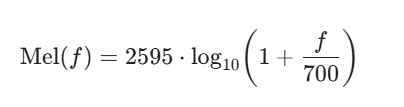 Mel(f) = 2595 · log₁₀(1 + f/700)